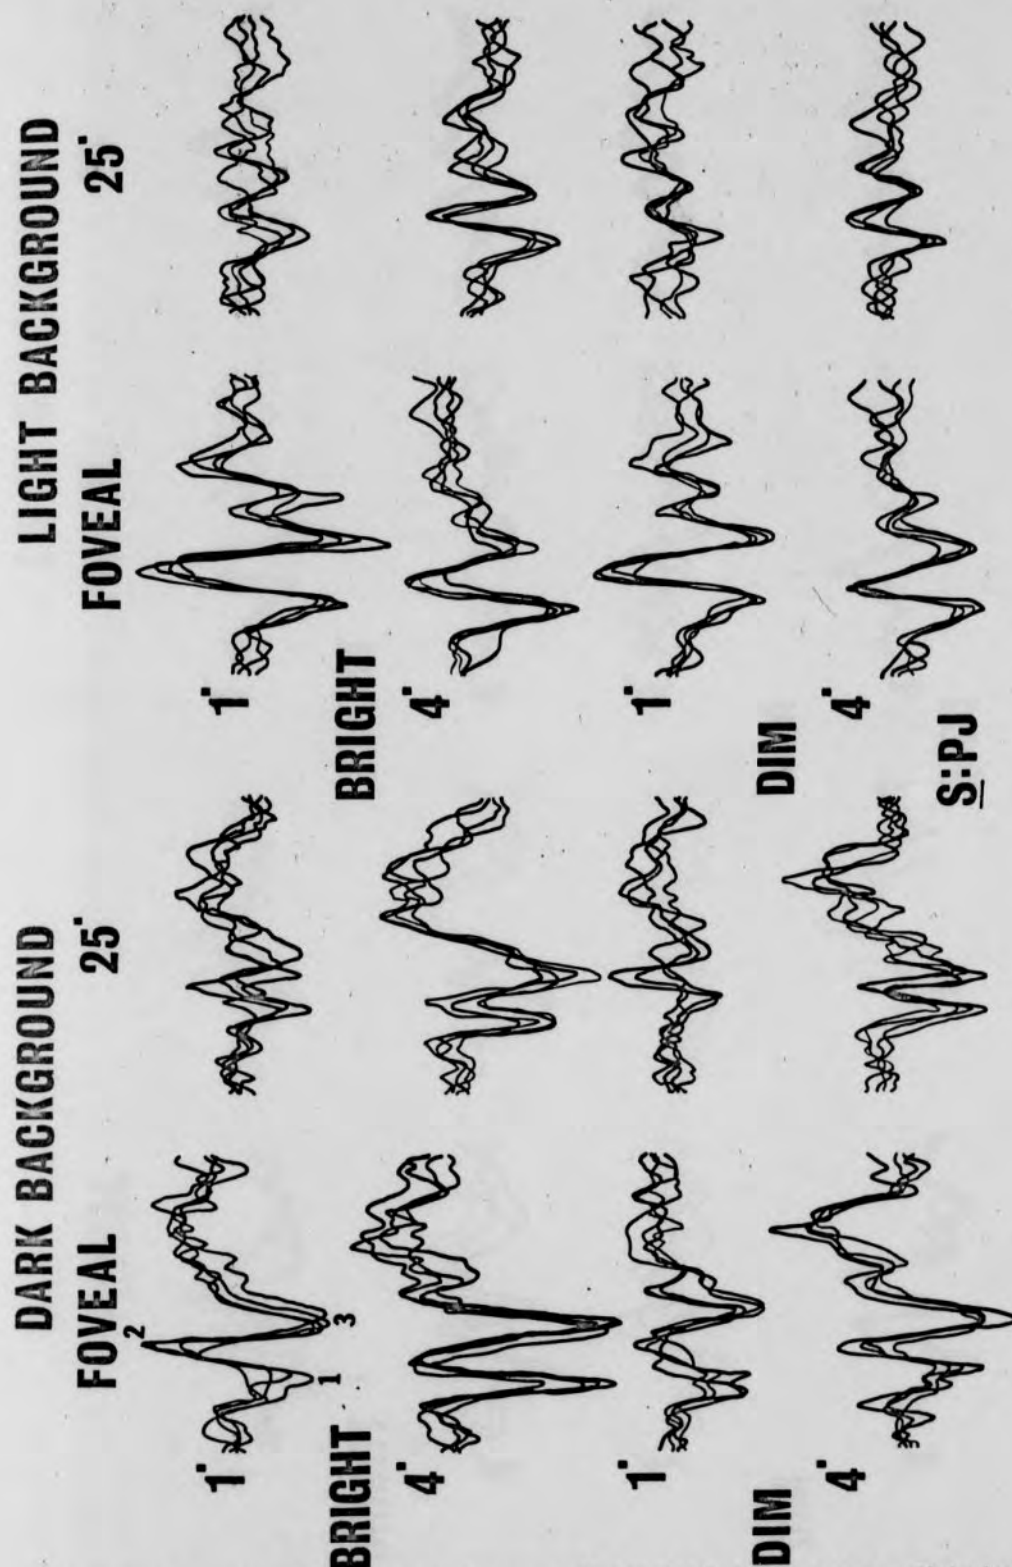 DARK BACKGROUND LIGHT BACKGROUND
FOVEAL 25° FOVEAL 25°
2
1° 1°
1 3
BRIGHT BRIGHT
4° 4°
1° 1°
DIM DIM
4° 4°
S:PJ